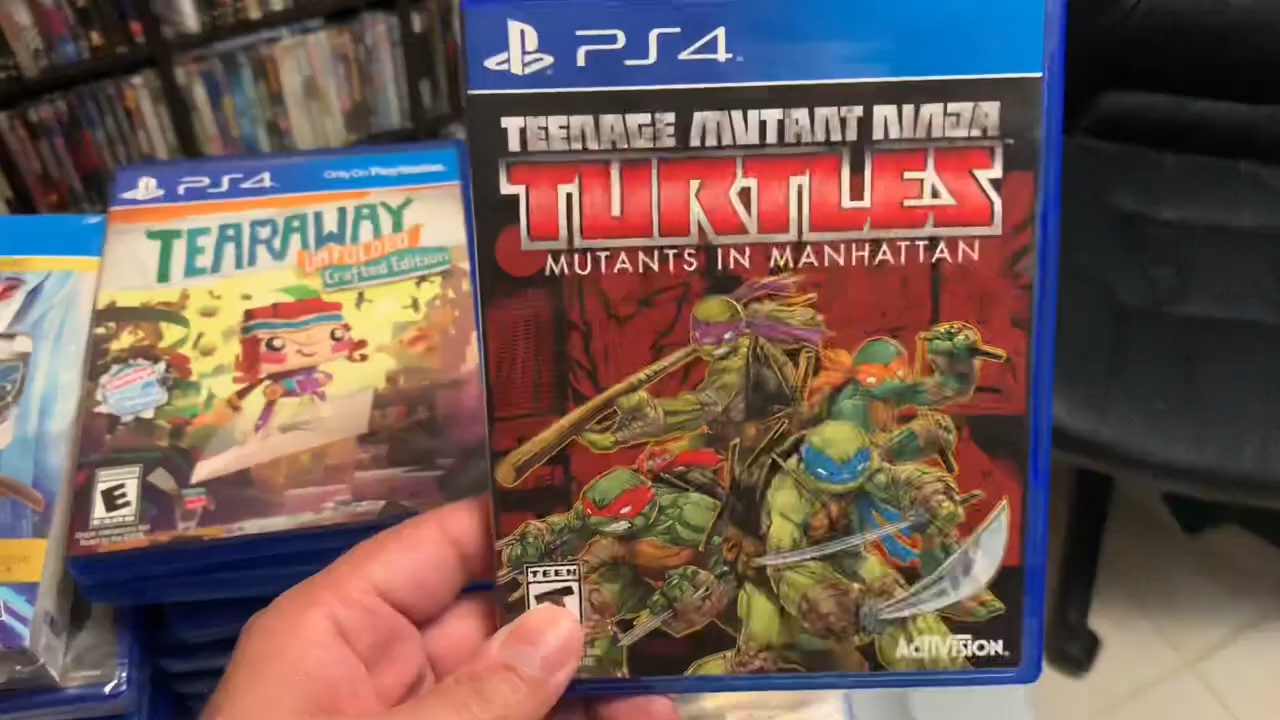 PS4
Only On PlayStation
TEARAWAY
UNFOLDED
Crafted Edition
E
PS4
TEENAGE MUTANT NINJA
TURTLES
MUTANTS IN MANHATTAN
TEEN
T
ACTIVISION